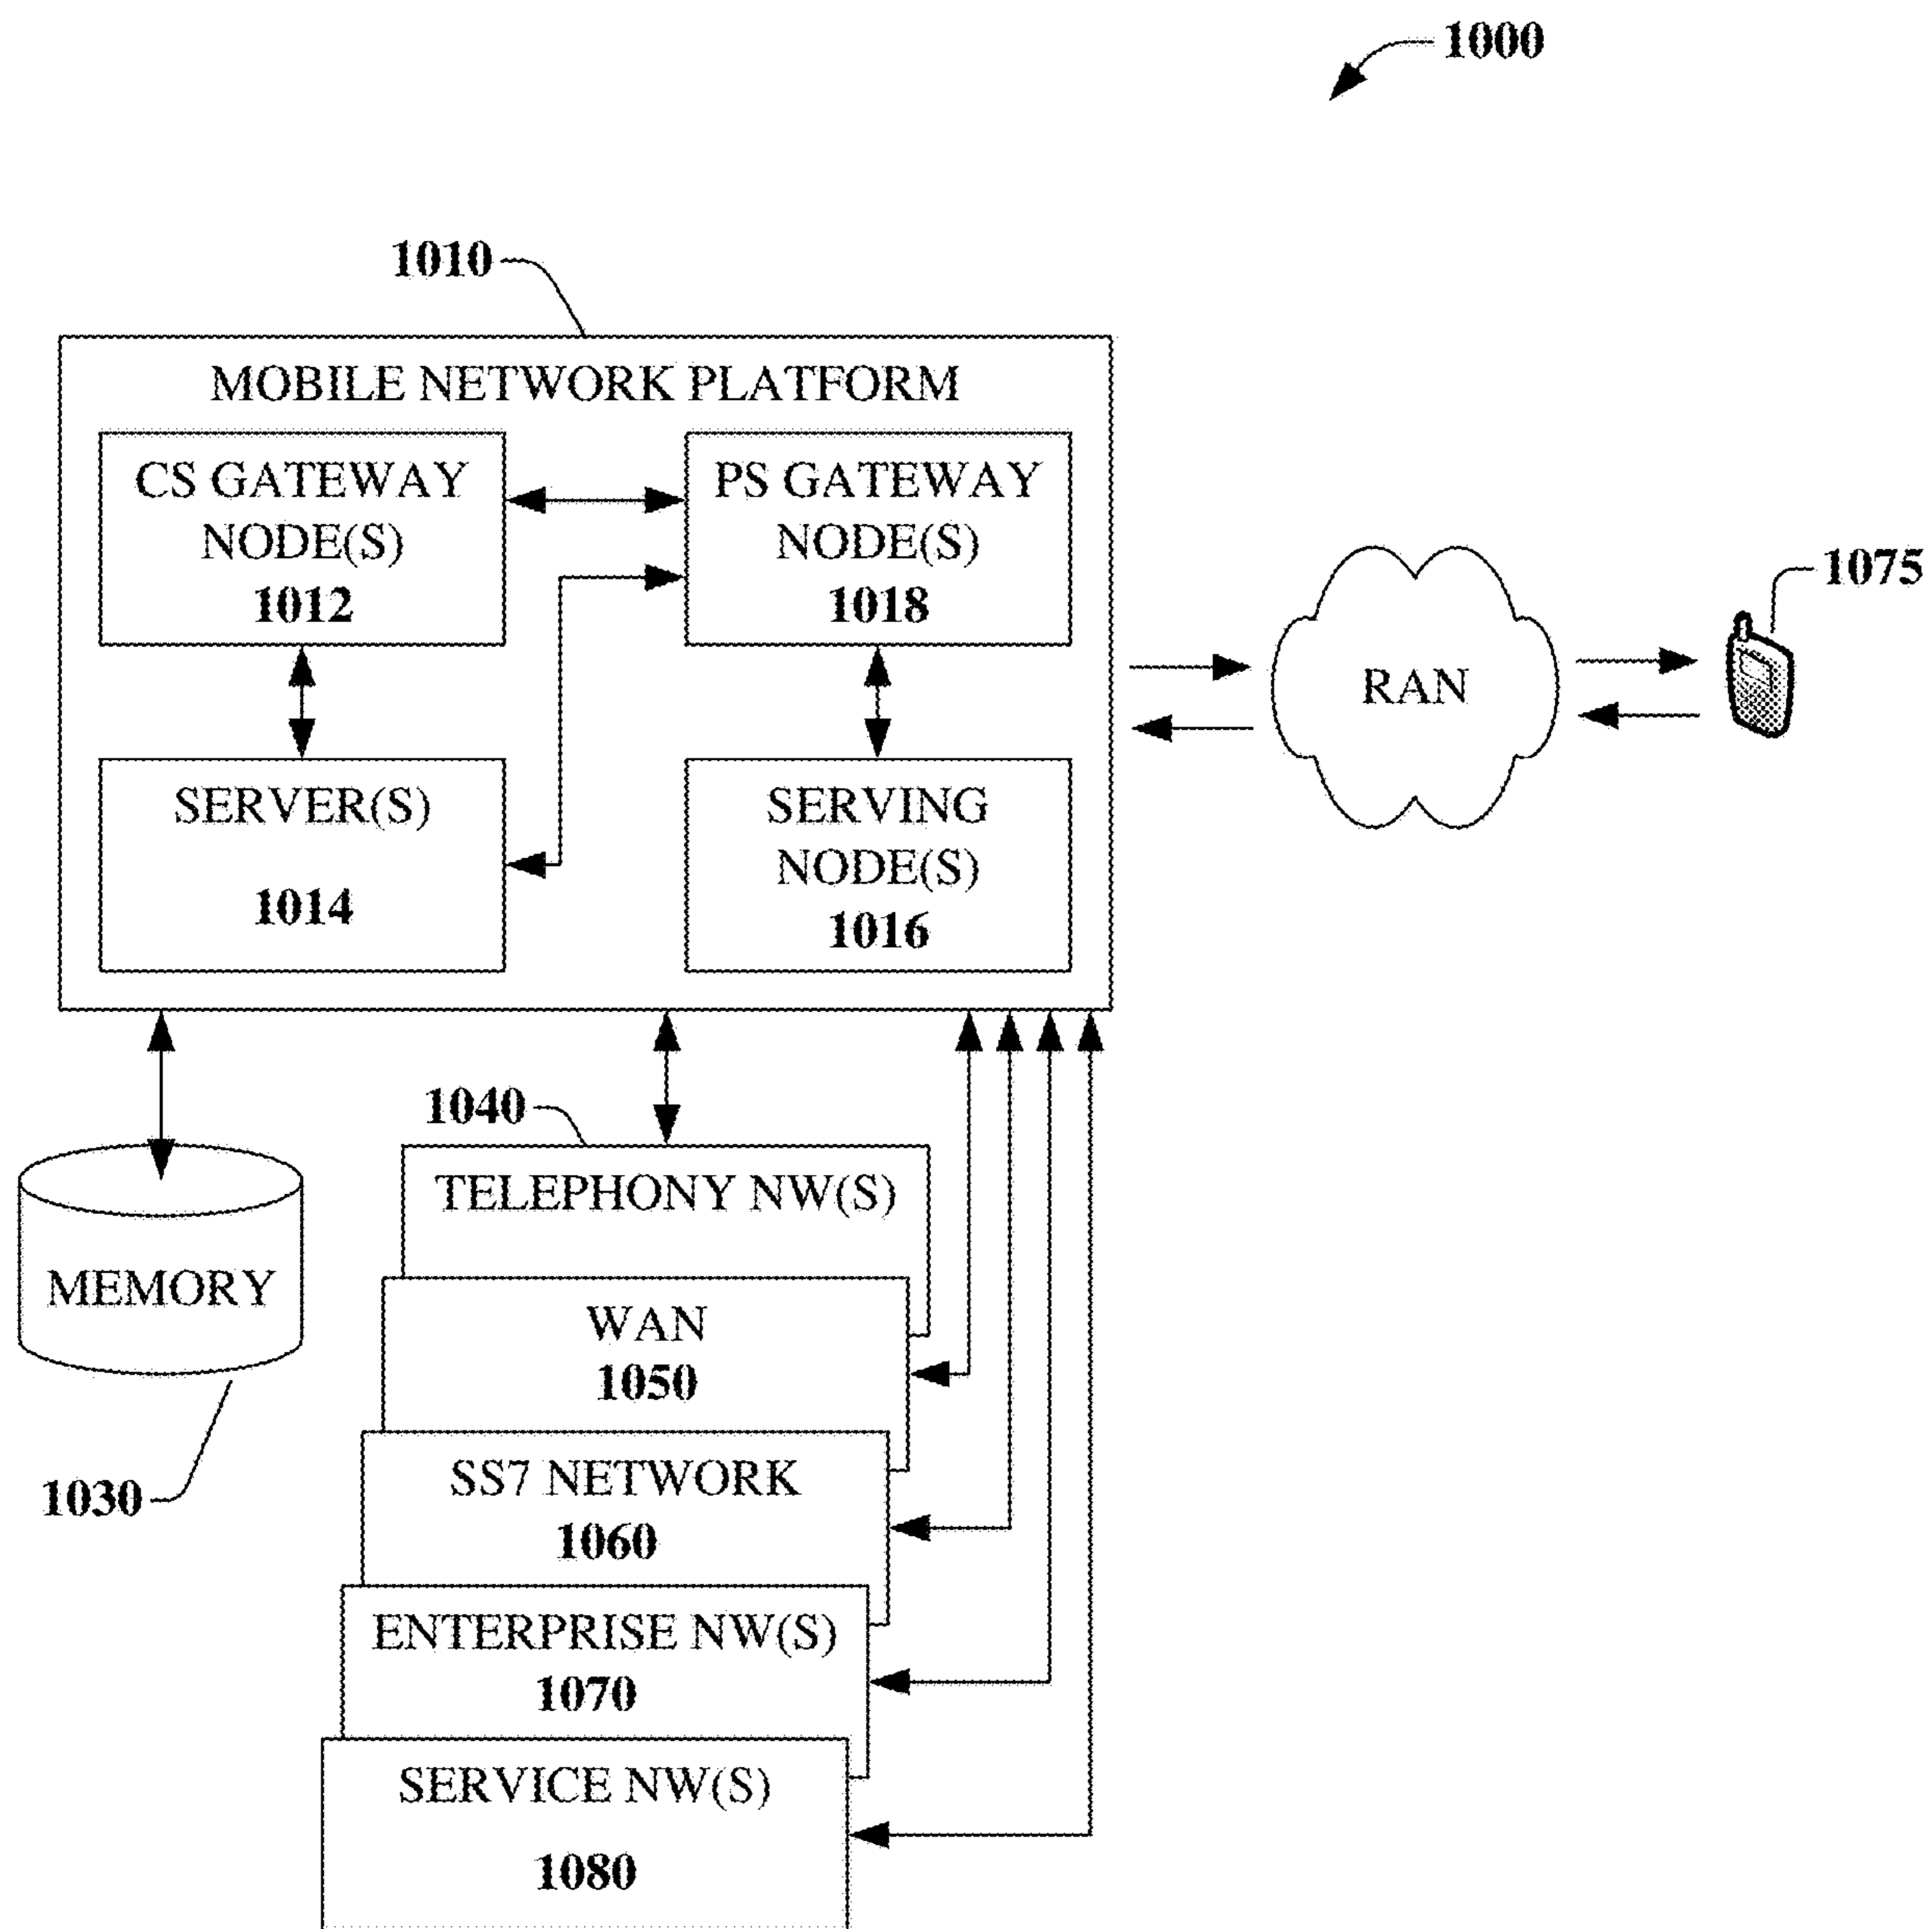 1000
1010
MOBILE NETWORK PLATFORM
CS GATEWAY
NODE(S)
1012
PS GATEWAY
NODE(S)
1018
SERVER(S)
1014
SERVING
NODE(S)
1016
RAN
1075
1040
TELEPHONY NW(S)
MEMORY
1030
WAN
1050
SS7 NETWORK
1060
ENTERPRISE NW(S)
1070
SERVICE NW(S)
1080